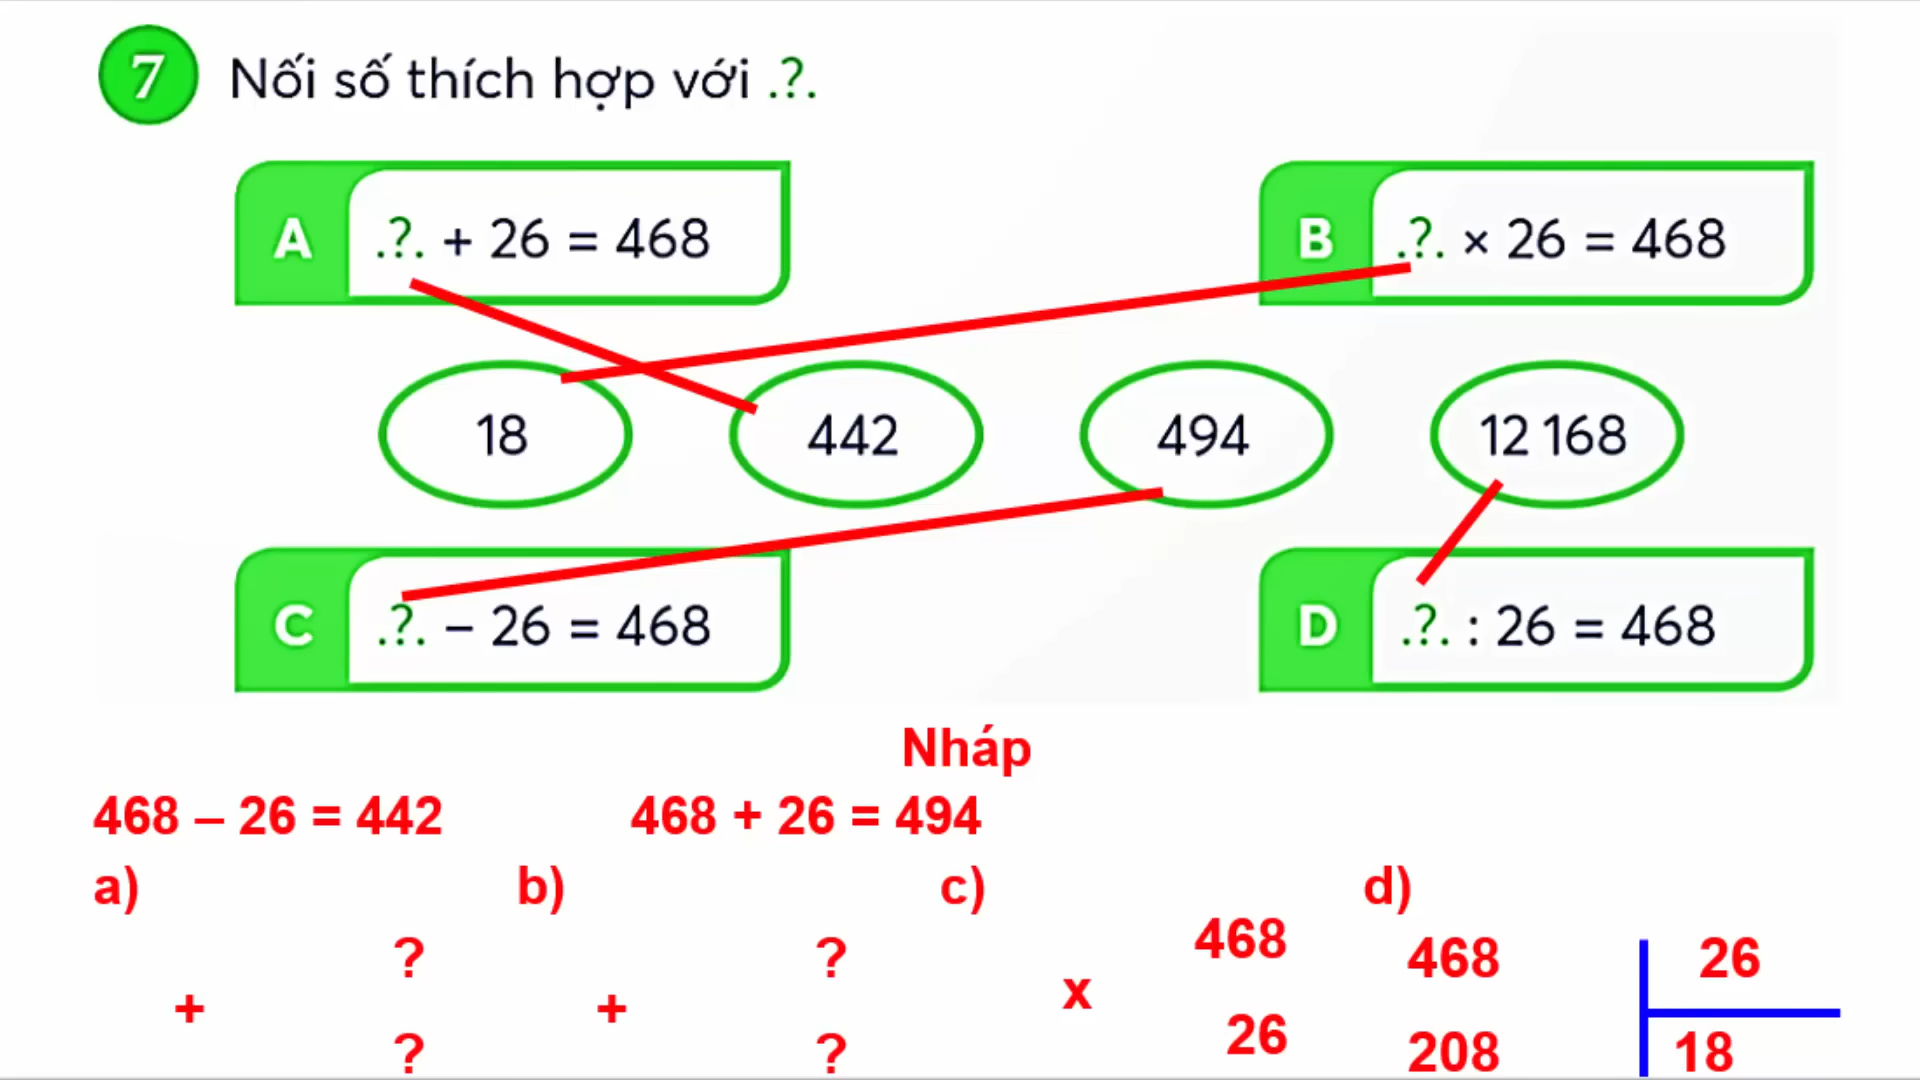 7 Nối số thích hợp với .?.
A .?. + 26 = 468
B .?. × 26 = 468
18 442 494 12 168
C .?. – 26 = 468
D .?. : 26 = 468
Nháp
468 – 26 = 442 468 + 26 = 494
a) b) c) d)
? ? 468 468 26
+ + x
? ? 26 208 18